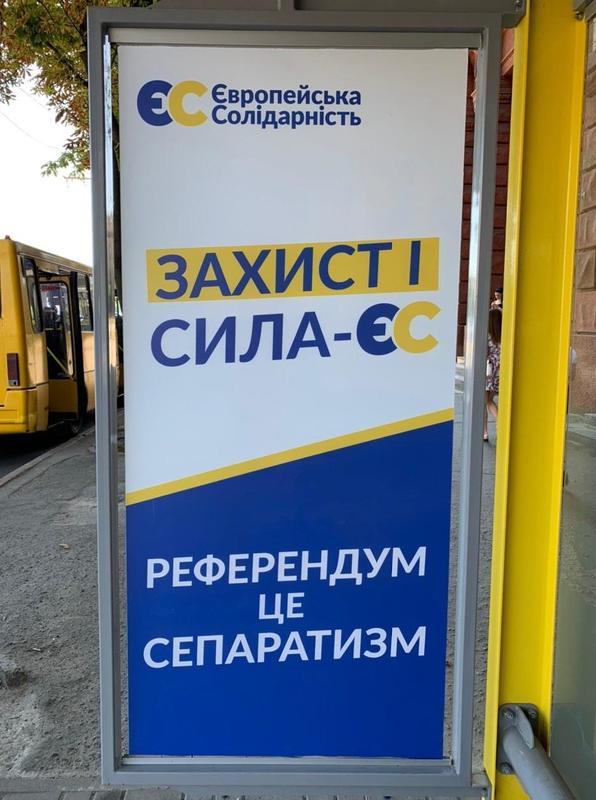 ЄС Європейська
Солідарність
ЗАХИСТ І
СИЛА-ЄС
РЕФЕРЕНДУМ
ЦЕ
СЕПАРАТИЗМ